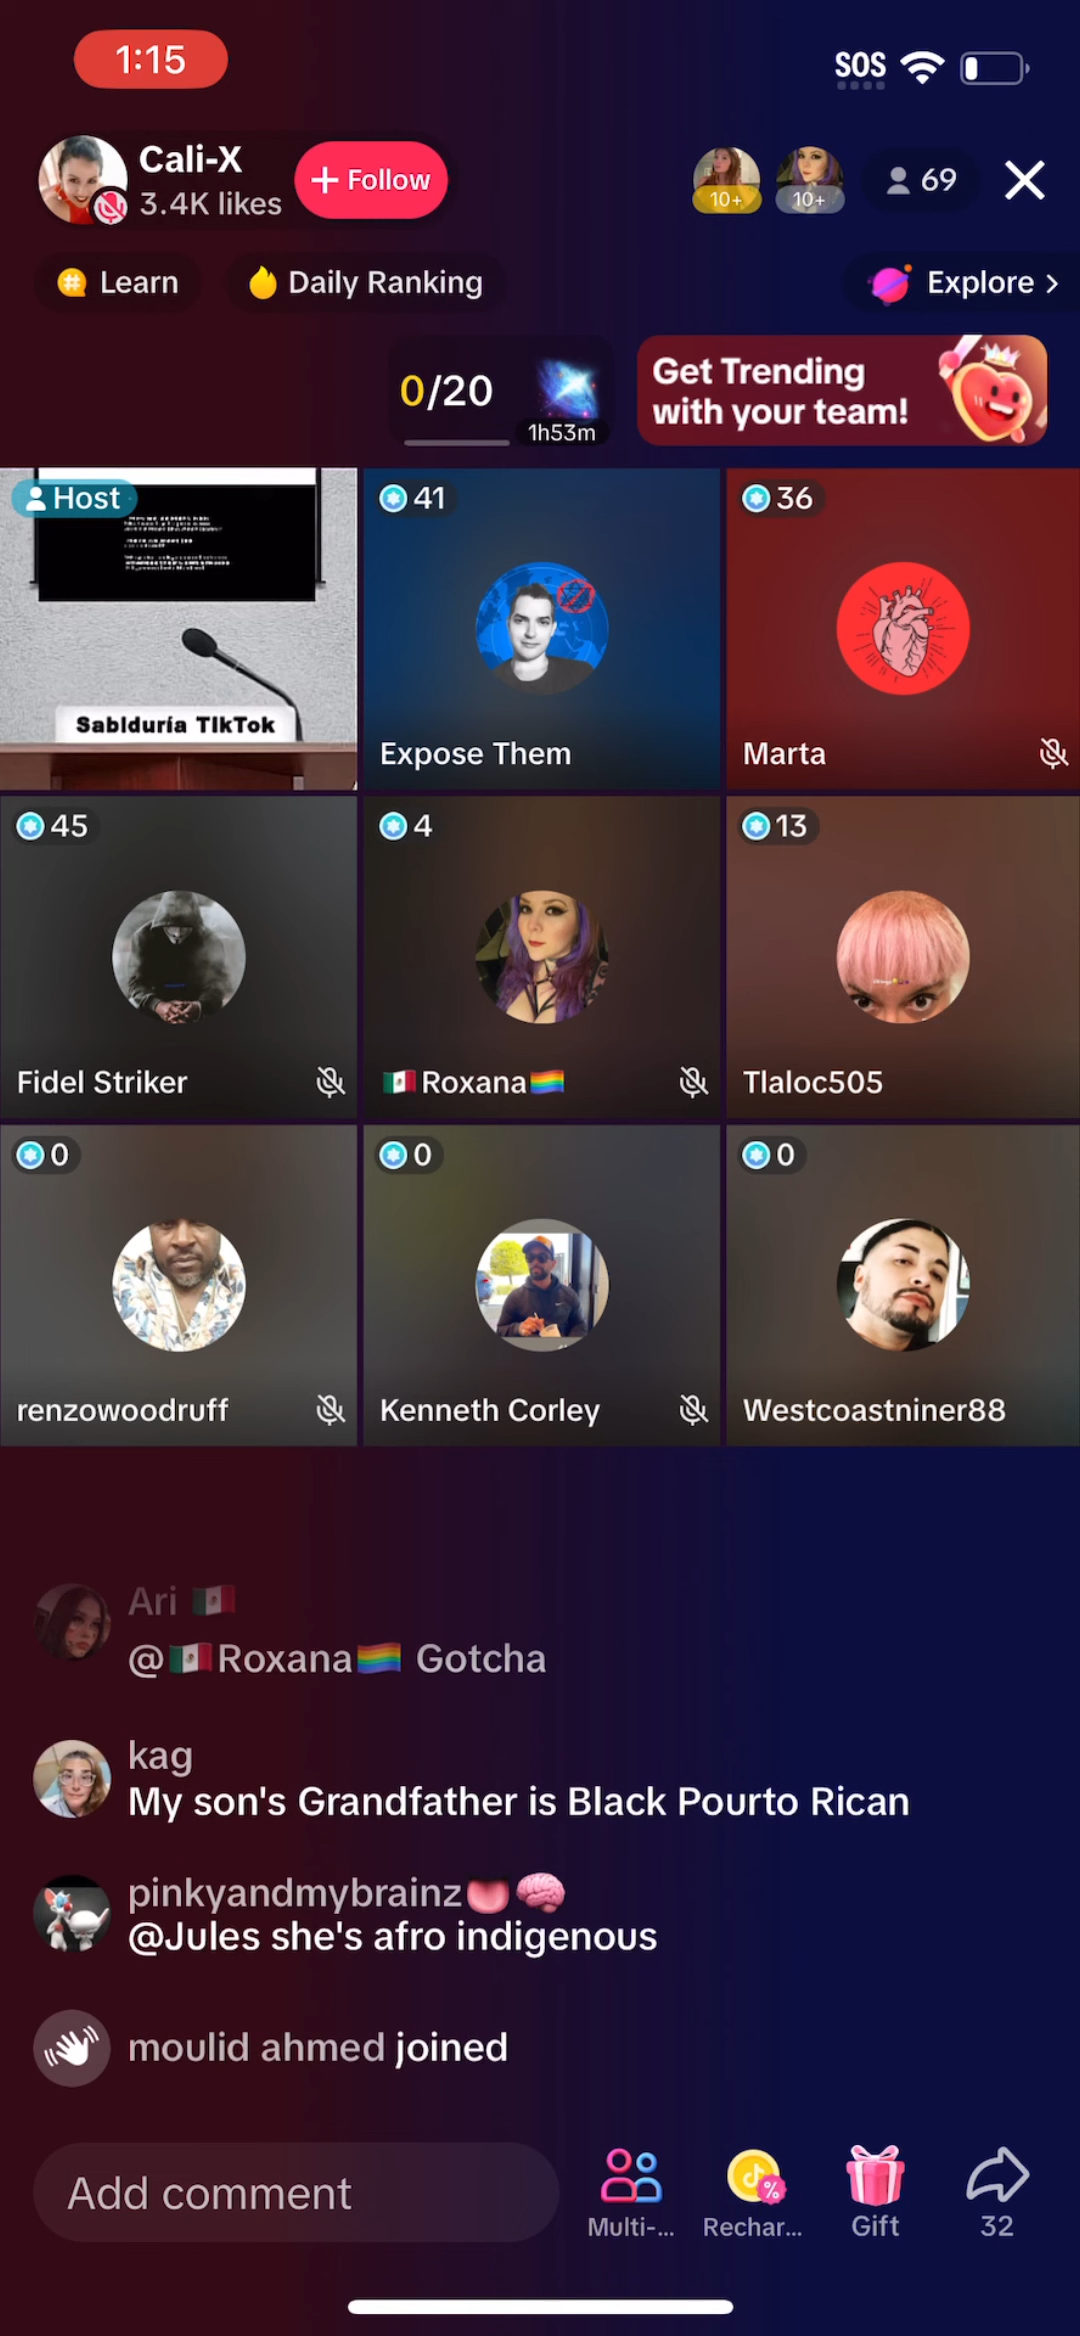 1:15
SOS
Cali-X
3.4K likes
+ Follow
10+
10+
69
Learn
Daily Ranking
Explore >
0/20
1h53m
Get Trending
with your team!
Host
Sabiduría TikTok
41
Expose Them
36
Marta
45
Fidel Striker
4
🇲🇽Roxana🏳️‍🌈
13
Tlaloc505
0
renzowoodruff
0
Kenneth Corley
0
Westcoastniner88
Ari 🇲🇽
@🇲🇽Roxana🏳️‍🌈 Gotcha
kag
My son's Grandfather is Black Pourto Rican
pinkyandmybrainz👅🧠
@Jules she's afro indigenous
moulid ahmed joined
Add comment
Multi-...
Rechar...
Gift
32